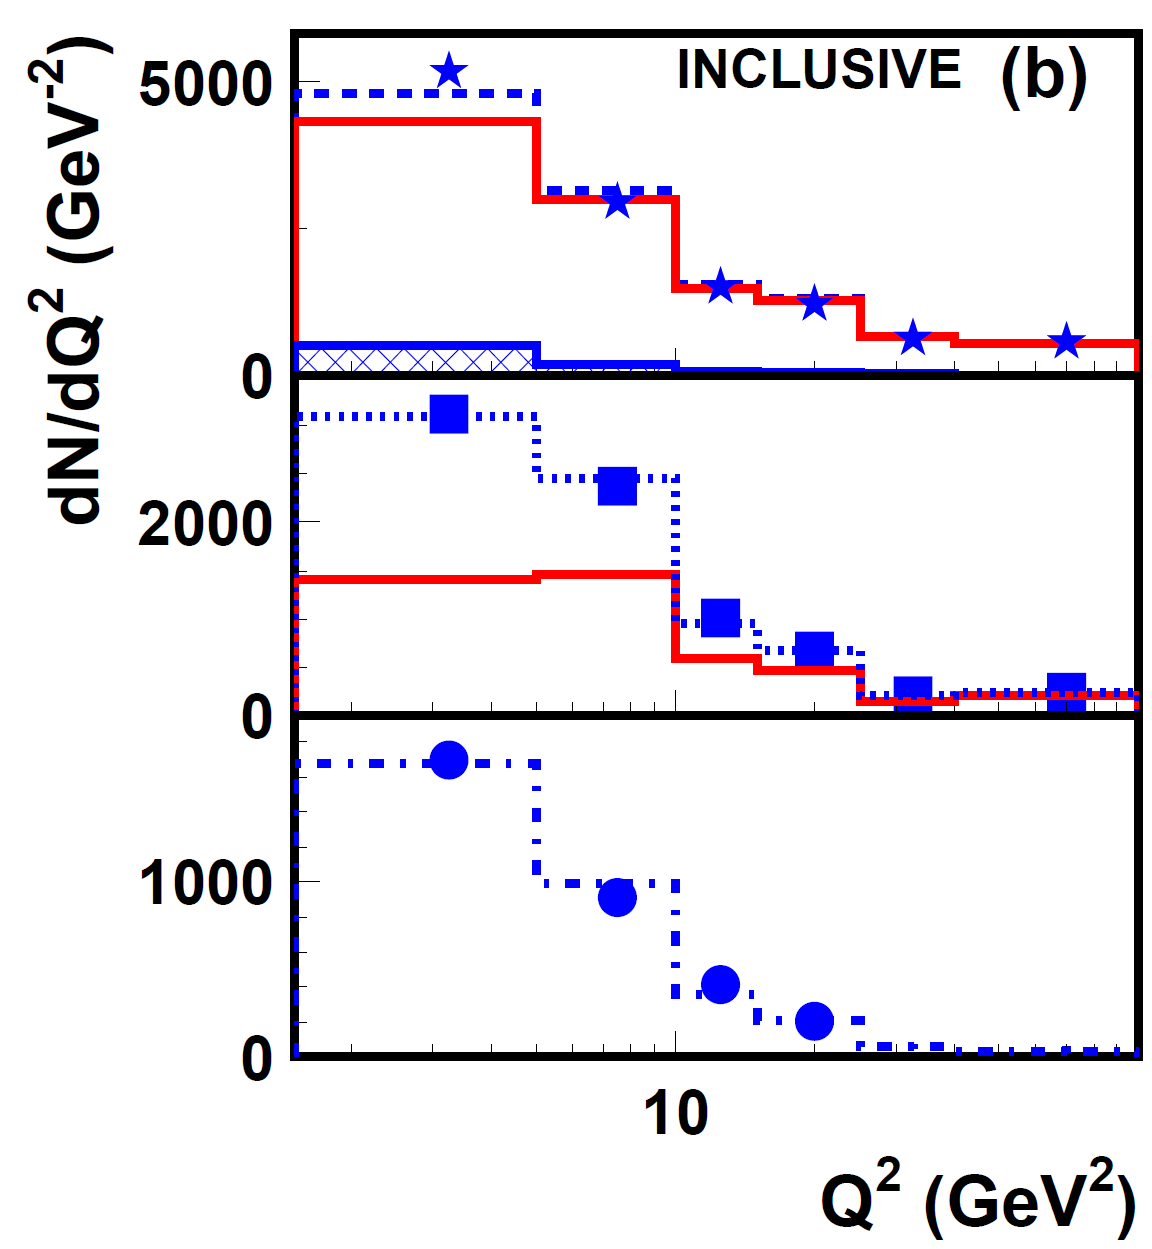 INCLUSIVE (b)
dN/dQ² (GeV⁻²)
5000
0
2000
0
1000
0
10
Q² (GeV²)